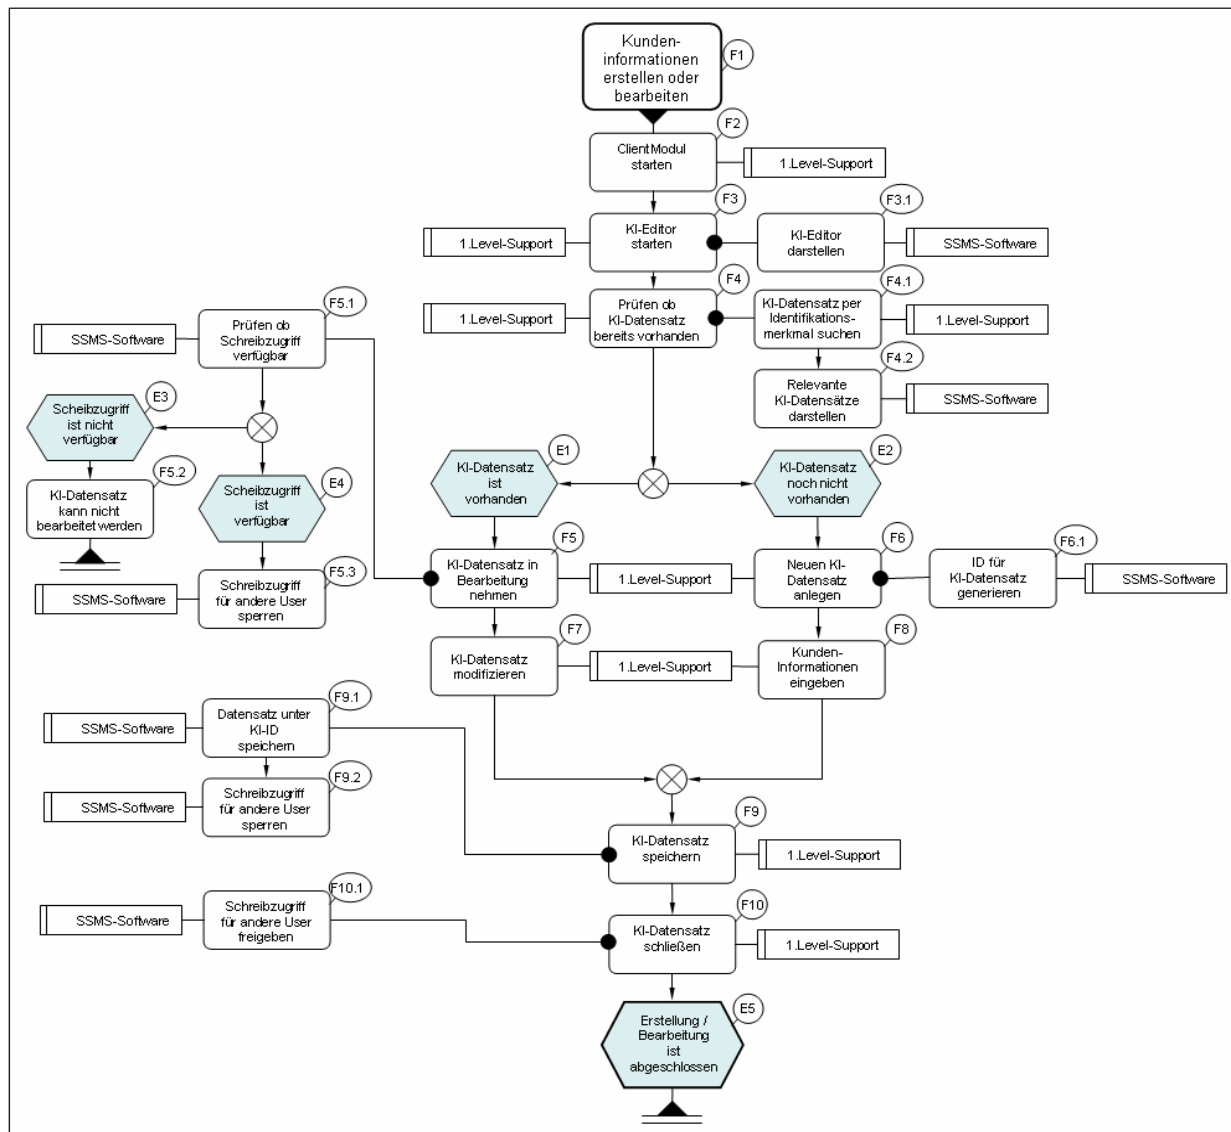 Kunden-
informationen
erstellen oder
bearbeiten
F1
F2
ClientModul
starten
1.Level-Support
F3
F3.1
1.Level-Support
KI-Editor
starten
KI-Editor
darstellen
SSMS-Software
F4
F4.1
1.Level-Support
Prüfen ob
KI-Datensatz
bereits vorhanden
KI-Datensatz per
Identifikations-
merkmal suchen
1.Level-Support
F4.2
Relevante
KI-Datensätze
darstellen
SSMS-Software
F5.1
SSMS-Software
Prüfen ob
Schreibzugriff
verfügbar
E3
Scheibzugriff
ist nicht
verfügbar
F5.2
KI-Datensatz
kann nicht
bearbeitet werden
E4
Scheibzugriff
ist
verfügbar
F5.3
SSMS-Software
Schreibzugriff
für andere User
sperren
E1
KI-Datensatz
ist
vorhanden
E2
KI-Datensatz
noch nicht
vorhanden
F5
KI-Datensatz in
Bearbeitung
nehmen
1.Level-Support
F6
Neuen KI-
Datensatz
anlegen
F6.1
ID für
KI-Datensatz
generieren
SSMS-Software
F7
KI-Datensatz
modifizieren
1.Level-Support
F8
Kunden-
Informationen
eingeben
F9.1
SSMS-Software
Datensatz unter
KI-ID
speichern
F9.2
SSMS-Software
Schreibzugriff
für andere User
sperren
F9
KI-Datensatz
speichern
1.Level-Support
F10.1
SSMS-Software
Schreibzugriff
für andere User
freigeben
F10
KI-Datensatz
schließen
1.Level-Support
E5
Erstellung /
Bearbeitung
ist
abgeschlossen